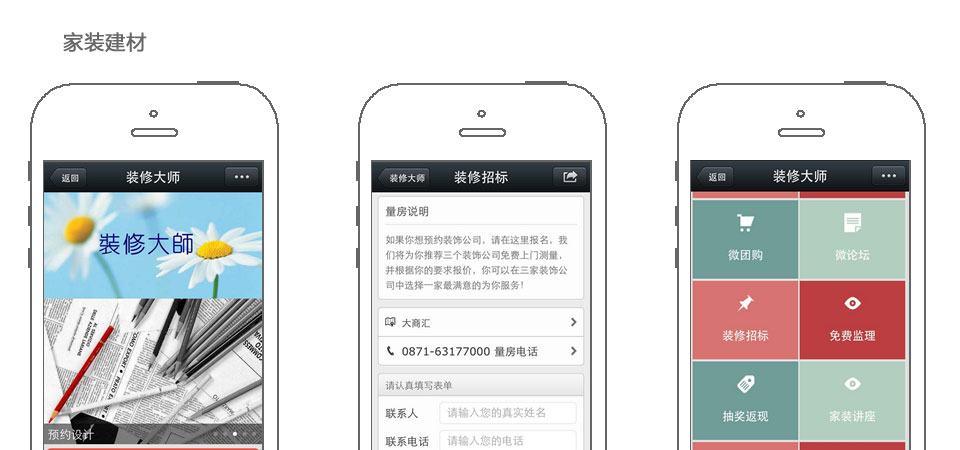 家装建材
返回
装修大师
装修大師
预约设计
装修大师
装修招标
量房说明
如果你想预约装饰公司，请在这里报名，我
们将为你推荐三个装饰公司免费上门测量，
并根据你的要求报价，你可以在三家装饰公
司中选择一家最满意的为你服务！
大商汇
0871-63177000 量房电话
请认真填写表单
联系人
请输入您的真实姓名
联系电话
请输入您的电话
返回
装修大师
微团购
微论坛
装修招标
免费监理
抽奖返现
家装讲座